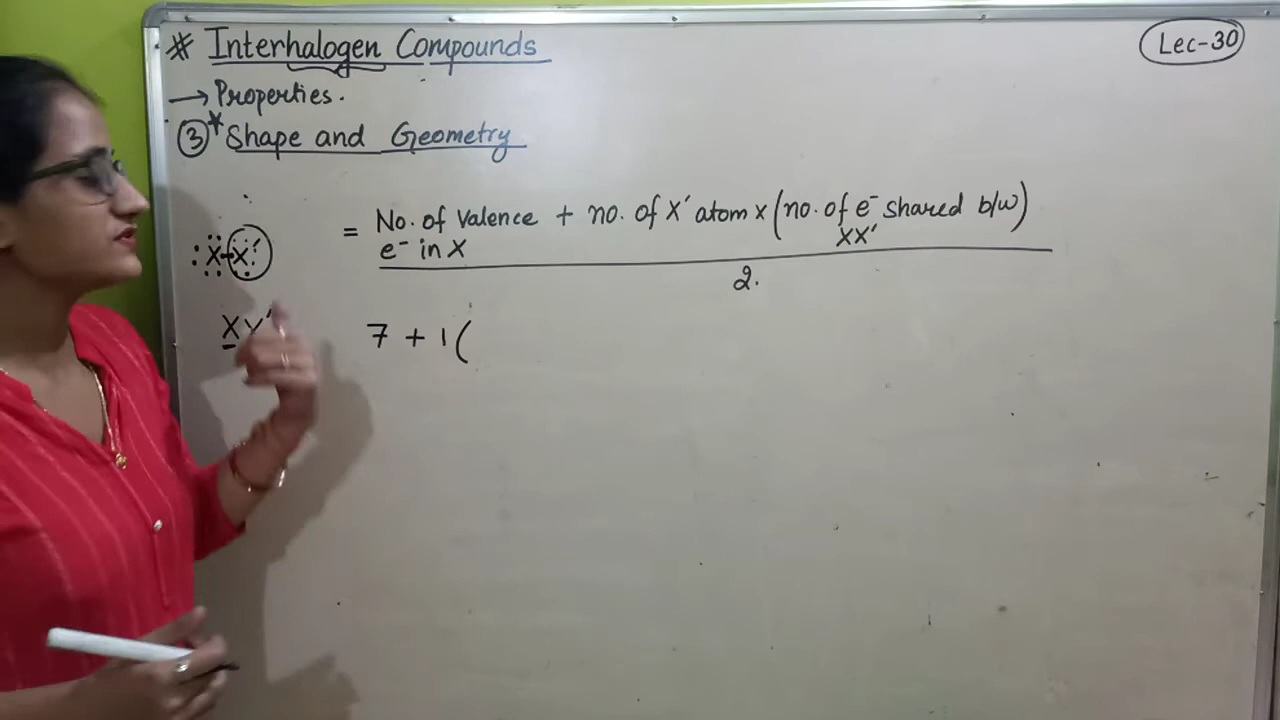 # Interhalogen Compounds
Lec-30
→ Properties.
③* Shape and Geometry
= No. of Valence + no. of X′ atom x (no. of e⁻ shared b/w)
e⁻ in X XX′
2.
X-X′
XX′ 7 + 1(